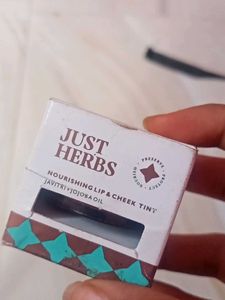 JUST
HERBS
NOURISHING LIP & CHEEK TINT
JAVITRI + JOJOBA OIL